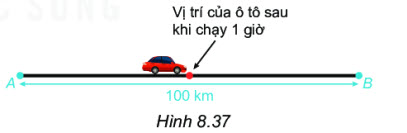 Vị trí của ô tô sau
khi chạy 1 giờ
A
B
100 km
Hình 8.37